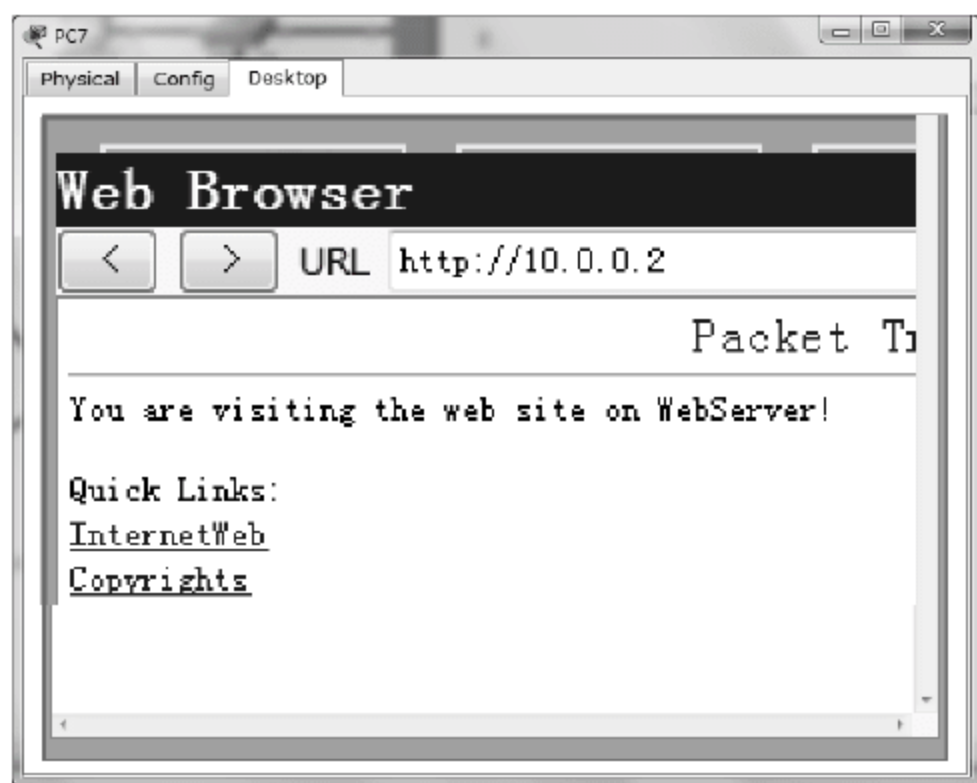 PC7
Physical Config Desktop
Web Browser
< > URL http://10.0.0.2
Packet
You are visiting the web site on WebServer!
Quick Links:
InternetWeb
Copyrights